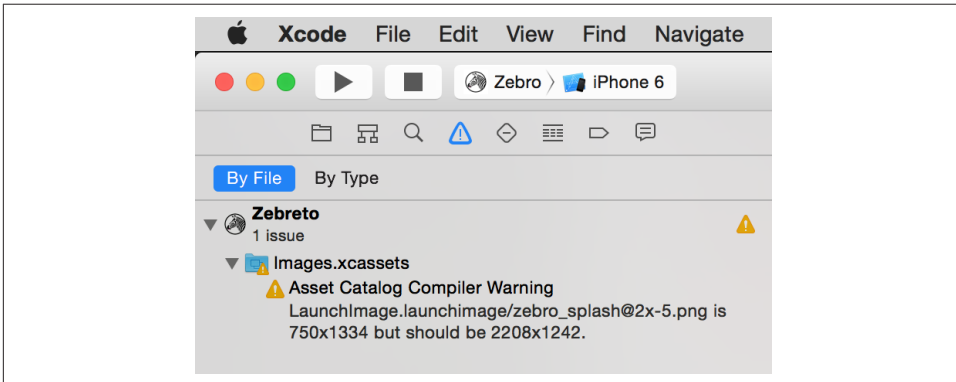 Xcode File Edit View Find Navigate
Zebro iPhone 6
By File By Type
Zebreto
1 issue
Images.xcassets
Asset Catalog Compiler Warning
LaunchImage.launchimage/zebro_splash@2x-5.png is
750x1334 but should be 2208x1242.